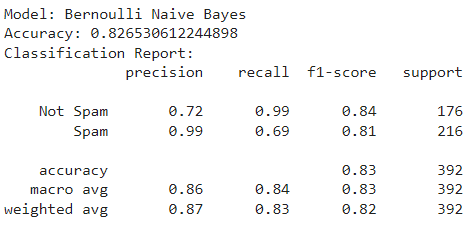 Model: Bernoulli Naive Bayes
Accuracy: 0.826530612244898
Classification Report:
precision recall f1-score support
Not Spam 0.72 0.99 0.84 176
Spam 0.99 0.69 0.81 216
accuracy 0.83 392
macro avg 0.86 0.84 0.83 392
weighted avg 0.87 0.83 0.82 392